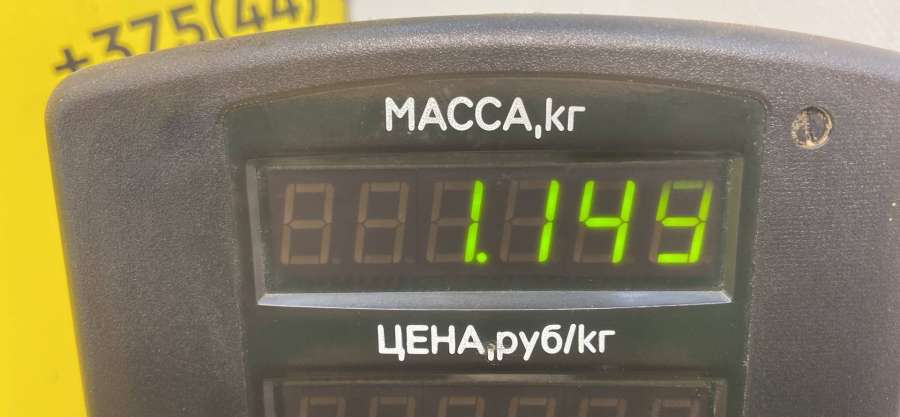 +375(44)
МАССА,кг
1.149
ЦЕНА,руб/кг